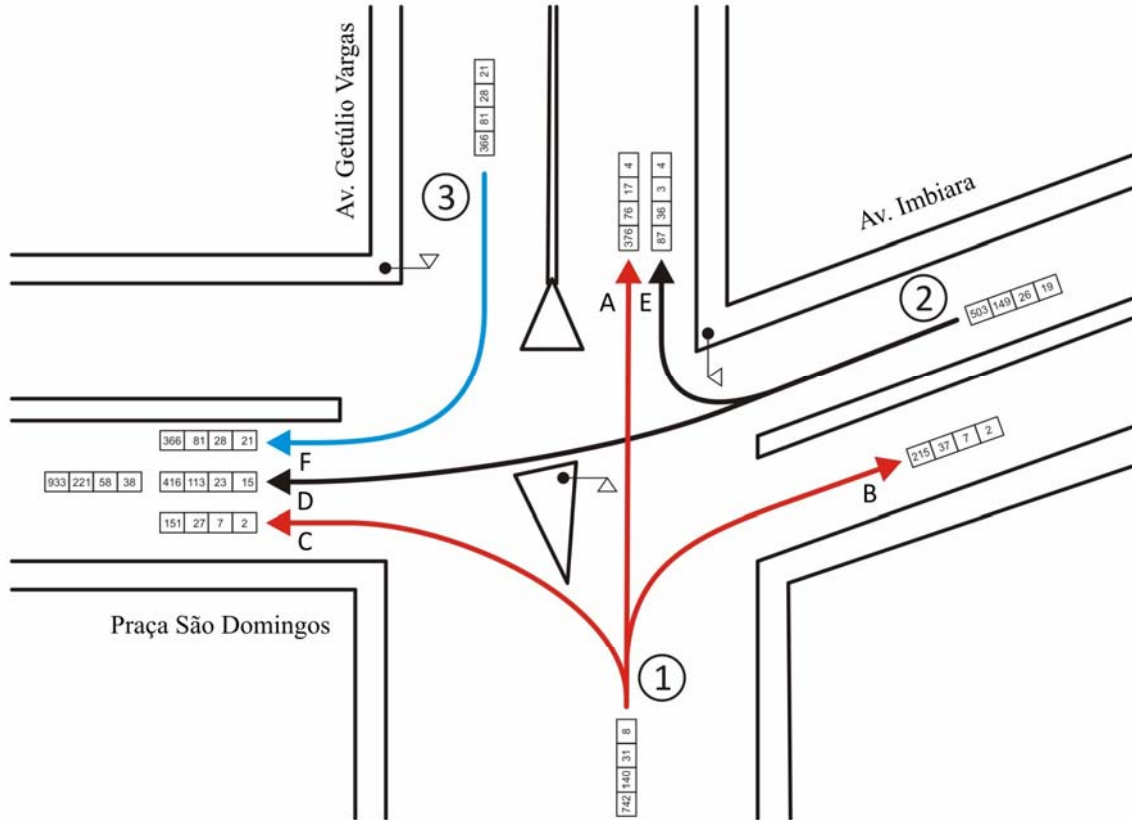 Av. Getúlio Vargas
366 81 28 21
3
376 76 17 4
87 36 3 4
Av. Imbiara
2
503 149 26 19
A
E
366 81 28 21
F
215 37 7 2
B
933 221 58 38
416 113 23 15
D
151 27 7 2
C
Praça São Domingos
1
742 140 31 8